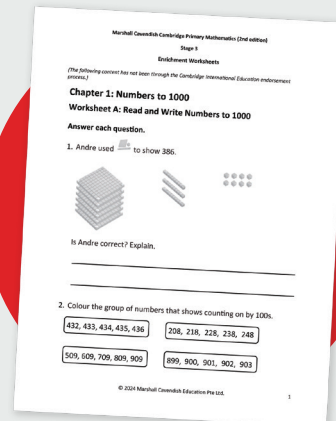 Marshall Cavendish Cambridge Primary Mathematics (2nd edition)
Stage 3
Enrichment Worksheets
(The following content has not been through the Cambridge International Education endorsement
process.)
Chapter 1: Numbers to 1000
Worksheet A: Read and Write Numbers to 1000
Answer each question.
1. Andre used to show 386.
Is Andre correct? Explain.
2. Colour the group of numbers that shows counting on by 100s.
432, 433, 434, 435, 436 208, 218, 228, 238, 248
509, 609, 709, 809, 909 899, 900, 901, 902, 903
© 2024 Marshall Cavendish Education Pte Ltd. 1